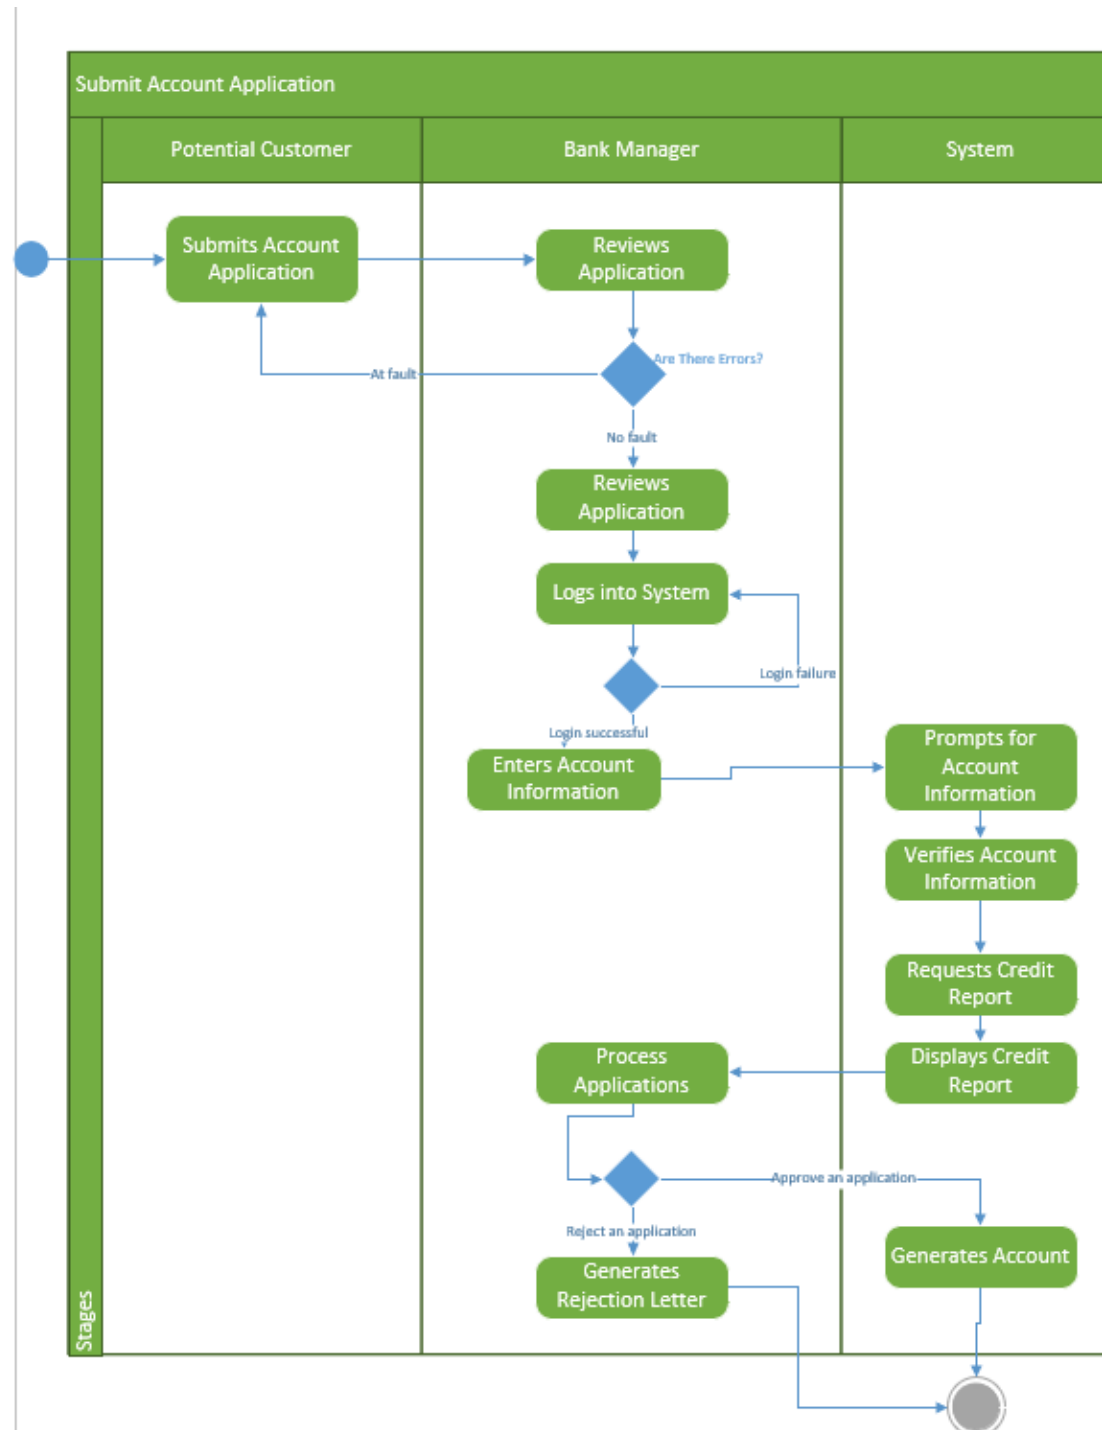 Submit Account Application
Potential Customer
Bank Manager
System
Submits Account
Application
Reviews
Application
Are There Errors?
At fault
No fault
Reviews
Application
Logs into System
Login failure
Login successful
Enters Account
Information
Prompts for
Account
Information
Verifies Account
Information
Requests Credit
Report
Process
Applications
Displays Credit
Report
Approve an application
Reject an application
Generates
Rejection Letter
Generates Account
Stages